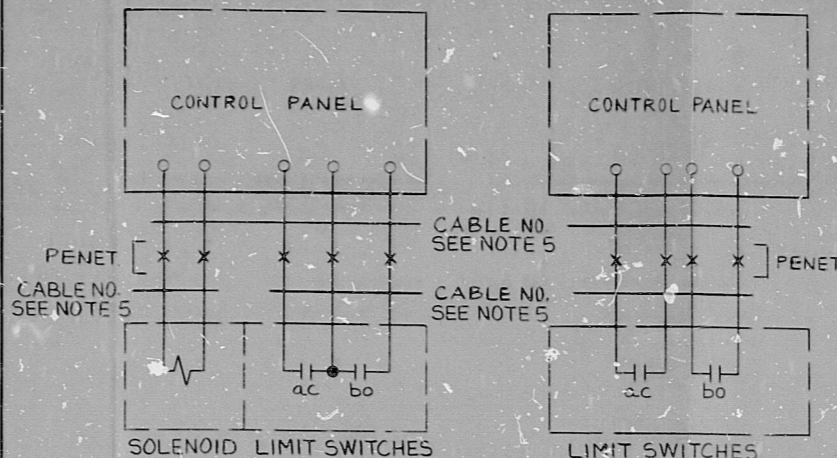 CONTROL PANEL
CONTROL PANEL
CABLE NO.
SEE NOTE 5
PENET
PENET
CABLE NO.
SEE NOTE 5
CABLE NO.
SEE NOTE 5
ac
bo
ac
bo
SOLENOID
LIMIT SWITCHES
LIMIT SWITCHES